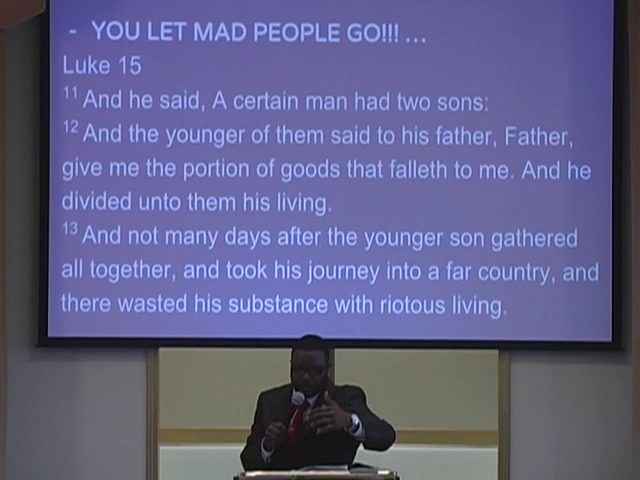 - YOU LET MAD PEOPLE GO!!! ...
Luke 15
11 And he said, A certain man had two sons:
12 And the younger of them said to his father, Father,
give me the portion of goods that falleth to me. And he
divided unto them his living.
13 And not many days after the younger son gathered
all together, and took his journey into a far country, and
there wasted his substance with riotous living.